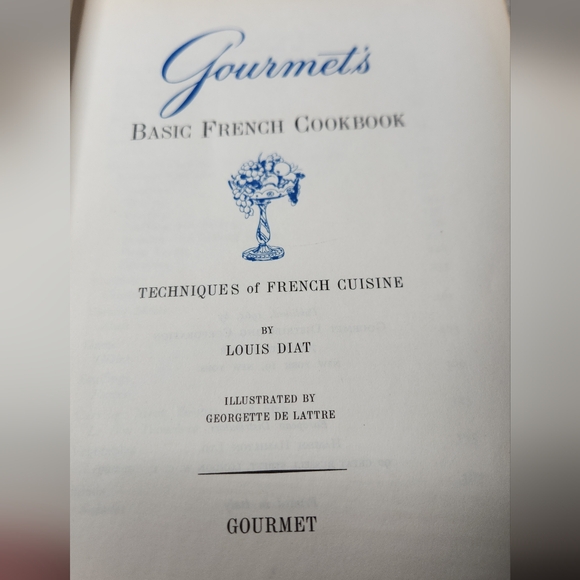 Gourmet's
BASIC FRENCH COOKBOOK
TECHNIQUES of FRENCH CUISINE
BY
LOUIS DIAT
ILLUSTRATED BY
GEORGETTE DE LATTRE
GOURMET